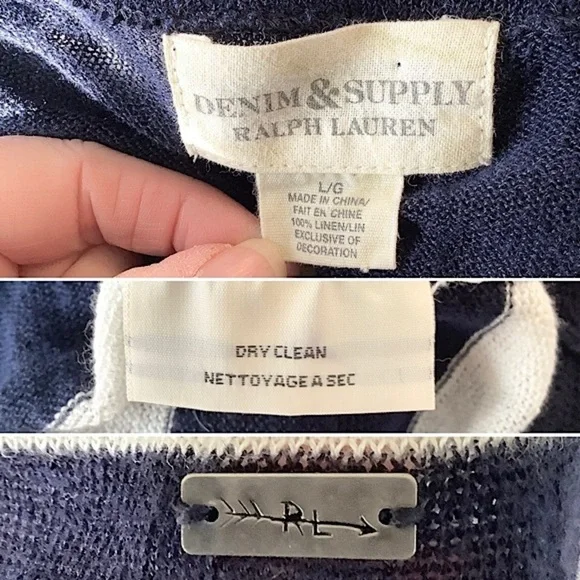 DENIM & SUPPLY
RALPH LAUREN
L/G
MADE IN CHINA/
FAIT EN CHINE
100% LINEN/LIN
EXCLUSIVE OF
DECORATION
DRY CLEAN
NETTOYAGE A SEC
RL